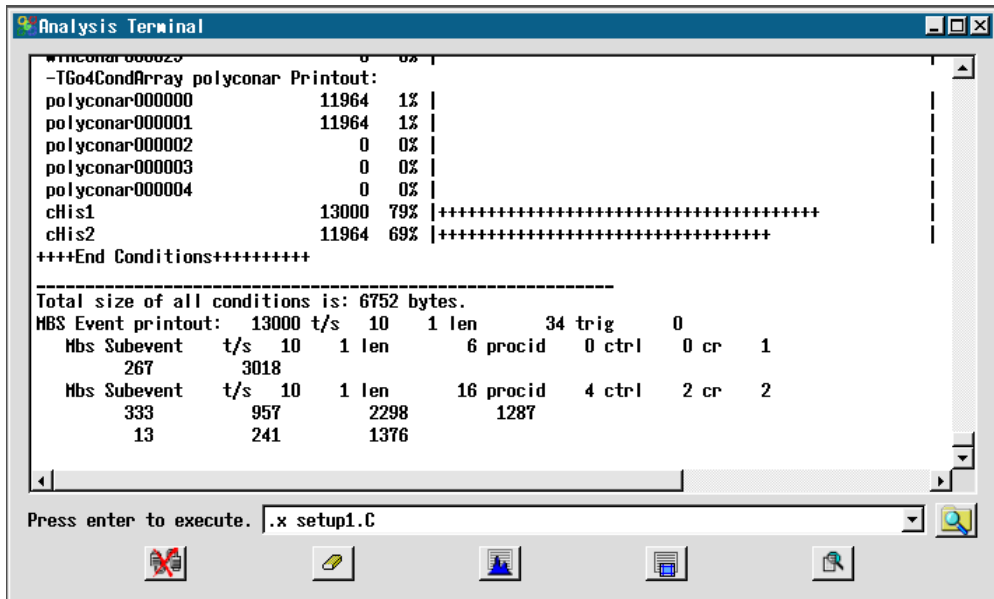 Analysis Terminal
winconar000029 0 0% | |
-TGo4CondArray polyconar Printout:
polyconar000000 11964 1% | |
polyconar000001 11964 1% | |
polyconar000002 0 0% | |
polyconar000003 0 0% | |
polyconar000004 0 0% | |
cHis1 13000 79% |+++++++++++++++++++++++++++++++++++++++ |
cHis2 11964 69% |++++++++++++++++++++++++++++++++++ |
++++End Conditions++++++++++
___________________________________________________________
Total size of all conditions is: 6752 bytes.
MBS Event printout: 13000 t/s 10 1 len 34 trig 0
Mbs Subevent t/s 10 1 len 6 procid 0 ctrl 0 cr 1
267 3018
Mbs Subevent t/s 10 1 len 16 procid 4 ctrl 2 cr 2
333 957 2298 1287
13 241 1376
Press enter to execute. .x setup1.C